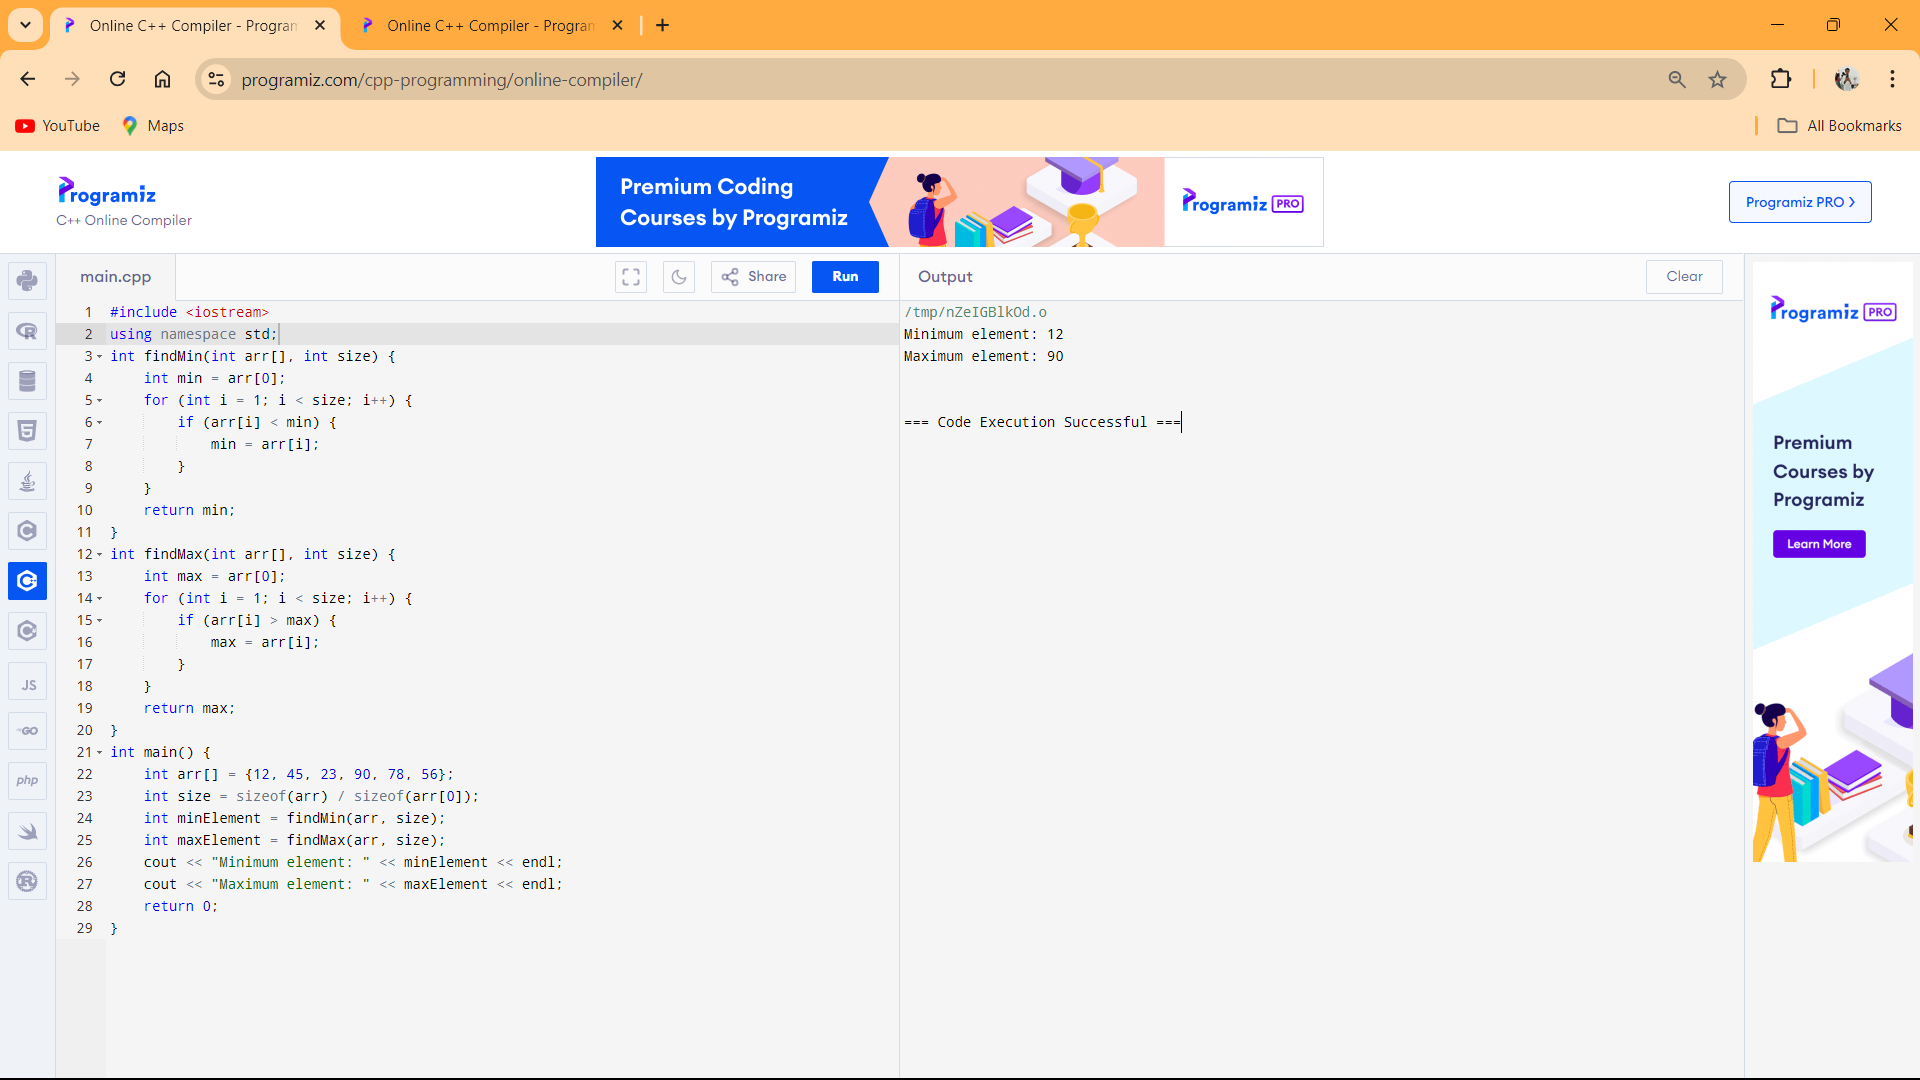 Online C++ Compiler - Program
Online C++ Compiler - Program
programiz.com/cpp-programming/online-compiler/
YouTube
Maps
All Bookmarks
Programiz
C++ Online Compiler
Premium Coding
Courses by Programiz
Programiz PRO
Programiz PRO
main.cpp
Share
Run
Output
Clear
1 #include <iostream>
2 using namespace std;
3 int findMin(int arr[], int size) {
4     int min = arr[0];
5     for (int i = 1; i < size; i++) {
6         if (arr[i] < min) {
7             min = arr[i];
8         }
9     }
10     return min;
11 }
12 int findMax(int arr[], int size) {
13     int max = arr[0];
14     for (int i = 1; i < size; i++) {
15         if (arr[i] > max) {
16             max = arr[i];
17         }
18     }
19     return max;
20 }
21 int main() {
22     int arr[] = {12, 45, 23, 90, 78, 56};
23     int size = sizeof(arr) / sizeof(arr[0]);
24     int minElement = findMin(arr, size);
25     int maxElement = findMax(arr, size);
26     cout << "Minimum element: " << minElement << endl;
27     cout << "Maximum element: " << maxElement << endl;
28     return 0;
29 }
/tmp/nZeIGBlkOd.o
Minimum element: 12
Maximum element: 90
=== Code Execution Successful ===
Programiz PRO
Premium
Courses by
Programiz
Learn More
JS
GO
php